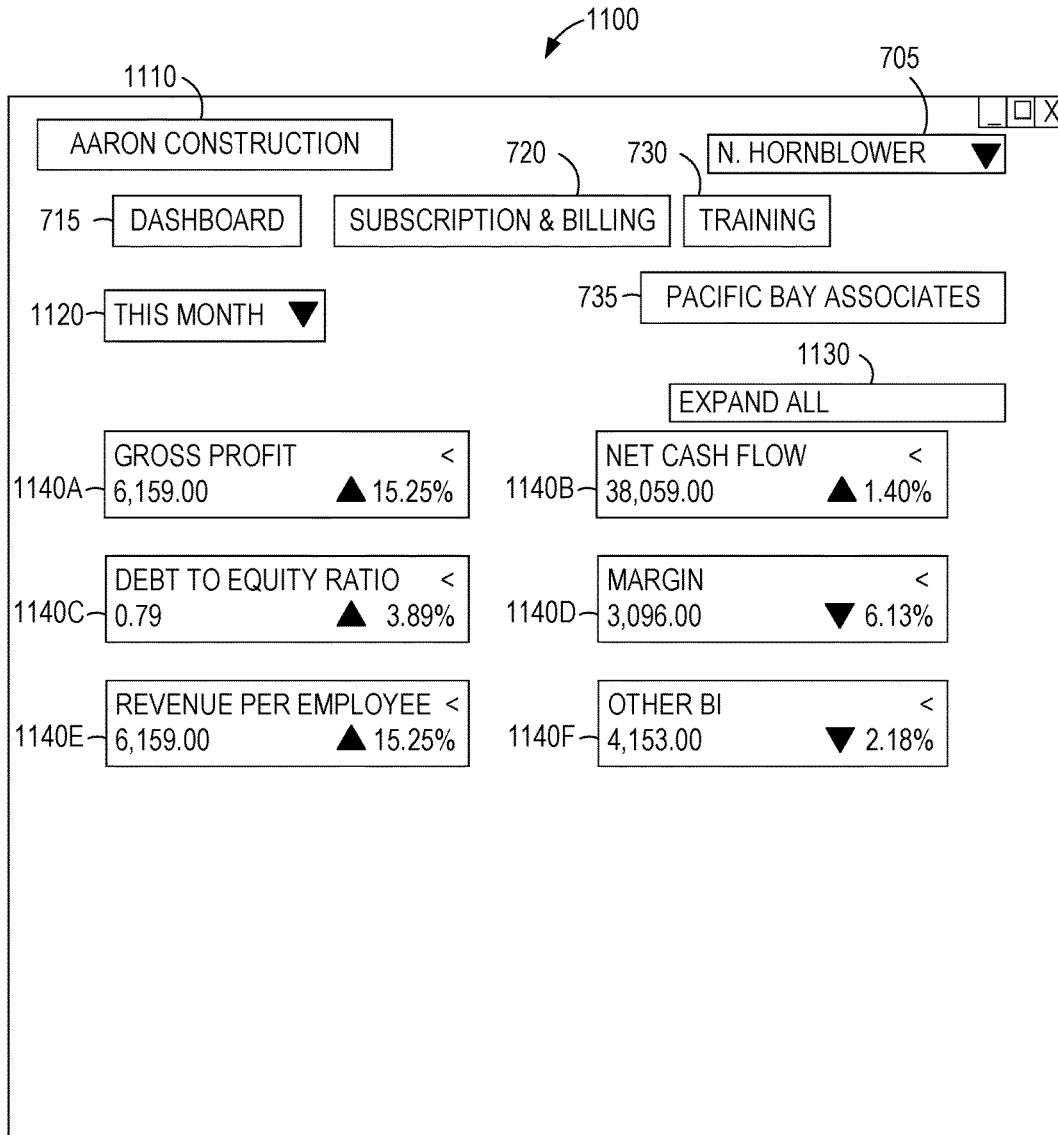 1100
1110
705
_ □ X
AARON CONSTRUCTION
720
730
N. HORNBLOWER ▼
715
DASHBOARD
SUBSCRIPTION & BILLING
TRAINING
1120
THIS MONTH ▼
735
PACIFIC BAY ASSOCIATES
1130
EXPAND ALL
1140A
GROSS PROFIT <
6,159.00 ▲ 15.25%
1140B
NET CASH FLOW <
38,059.00 ▲ 1.40%
1140C
DEBT TO EQUITY RATIO <
0.79 ▲ 3.89%
1140D
MARGIN <
3,096.00 ▼ 6.13%
1140E
REVENUE PER EMPLOYEE <
6,159.00 ▲ 15.25%
1140F
OTHER BI <
4,153.00 ▼ 2.18%